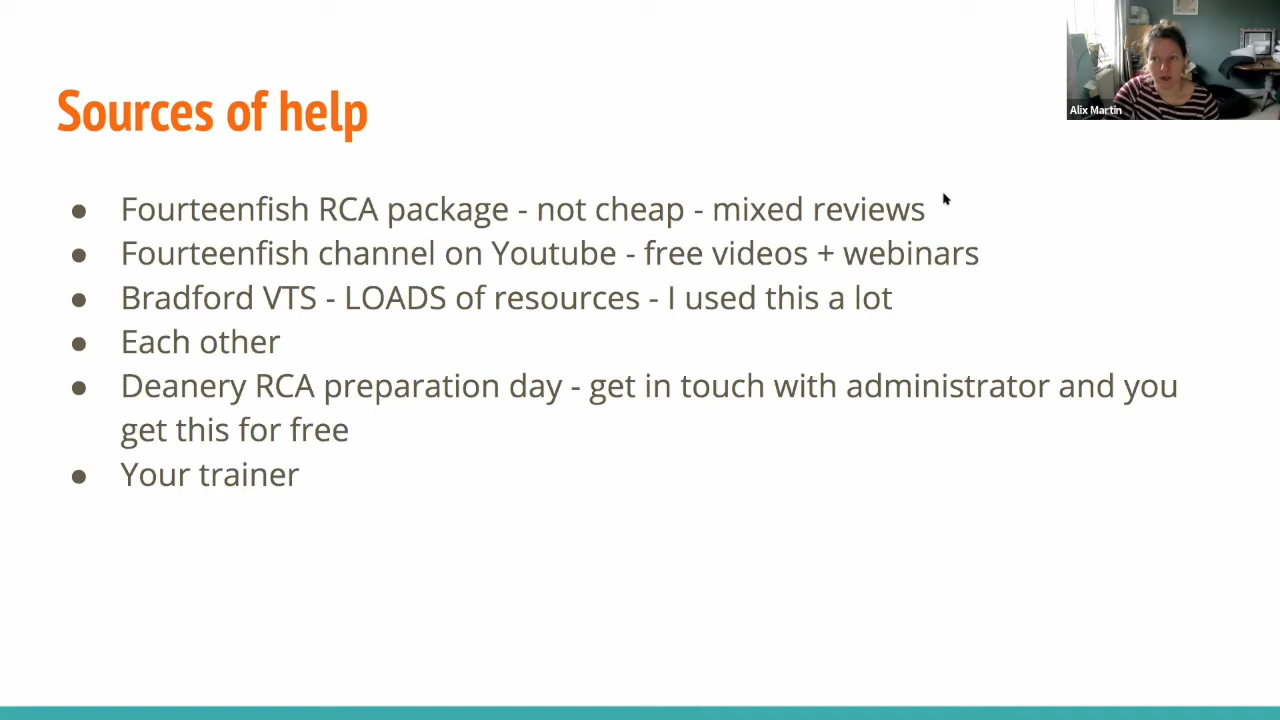 Alix Martin
Sources of help
● Fourteenfish RCA package - not cheap - mixed reviews
● Fourteenfish channel on Youtube - free videos + webinars
● Bradford VTS - LOADS of resources - I used this a lot
● Each other
● Deanery RCA preparation day - get in touch with administrator and you
get this for free
● Your trainer